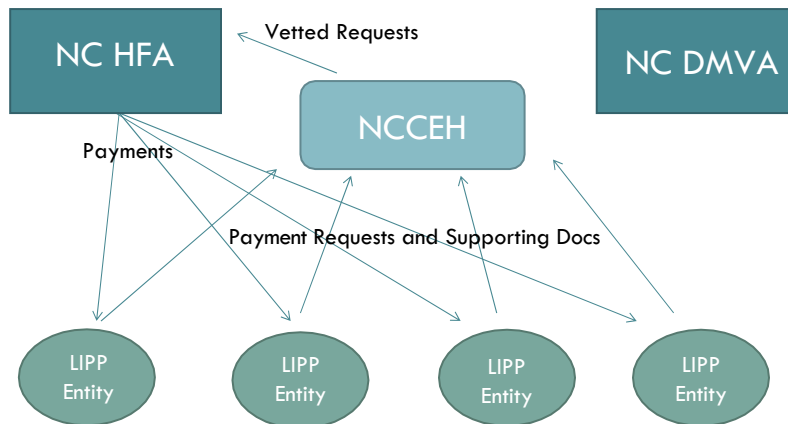 Vetted Requests
NC HFA
NC DMVA
NCCEH
Payments
Payment Requests and Supporting Docs
LIPP
Entity
LIPP
Entity
LIPP
Entity
LIPP
Entity